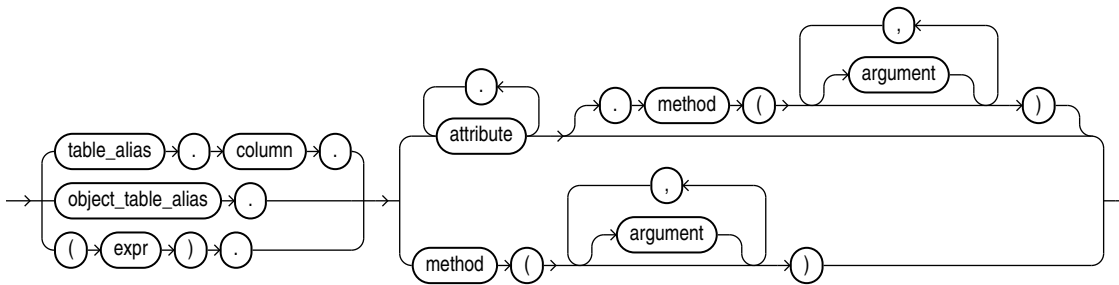 ,
argument
.
. method ( )
attribute
table_alias . column .
,
object_table_alias .
argument
( expr ) .
method ( )